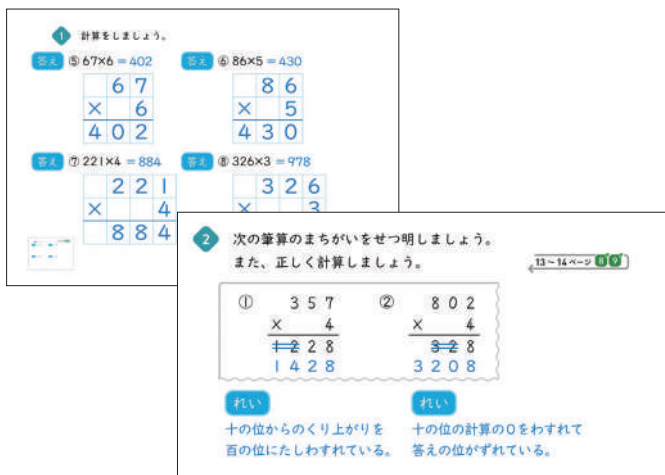 1 計算をしましょう。
答え ⑤ 67×6 = 402
6 7
× 6
4 0 2
答え ⑥ 86×5 = 430
8 6
× 5
4 3 0
答え ⑦ 221×4 = 884
2 2 1
× 4
8 8 4
答え ⑧ 326×3 = 978
3 2 6
× 3
2 次の筆算のまちがいをせつ明しましょう。
また、正しく計算しましょう。
13～14ページ 8 9
① 3 5 7
× 4
1 2 2 8
1 4 2 8
② 8 0 2
× 4
3 2 8
3 2 0 8
れい
十の位からのくり上がりを
百の位にたしわすれている。
れい
十の位の計算の0をわすれて
答えの位がずれている。